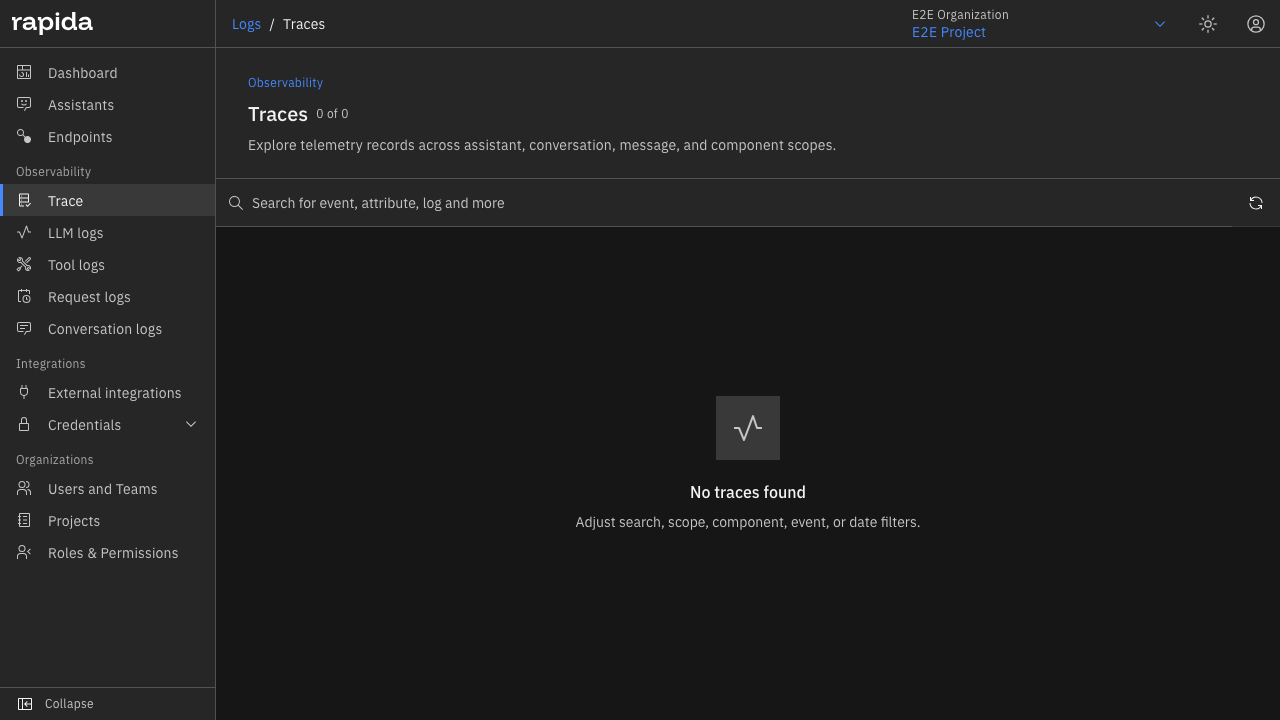 rapida
Logs / Traces
E2E Organization
E2E Project
Dashboard
Assistants
Endpoints
Observability
Trace
LLM logs
Tool logs
Request logs
Conversation logs
Integrations
External integrations
Credentials
Organizations
Users and Teams
Projects
Roles & Permissions
Collapse
Observability
Traces 0 of 0
Explore telemetry records across assistant, conversation, message, and component scopes.
Search for event, attribute, log and more
No traces found
Adjust search, scope, component, event, or date filters.